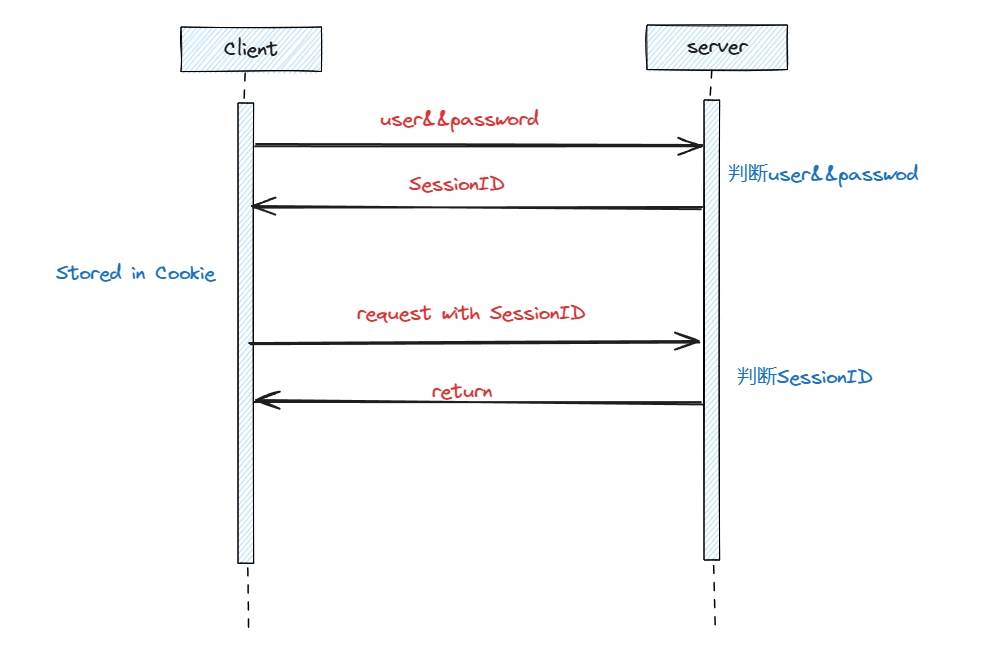 Client
server
user&&password
判断user&&passwod
SessionID
Stored in Cookie
request with SessionID
判断SessionID
return